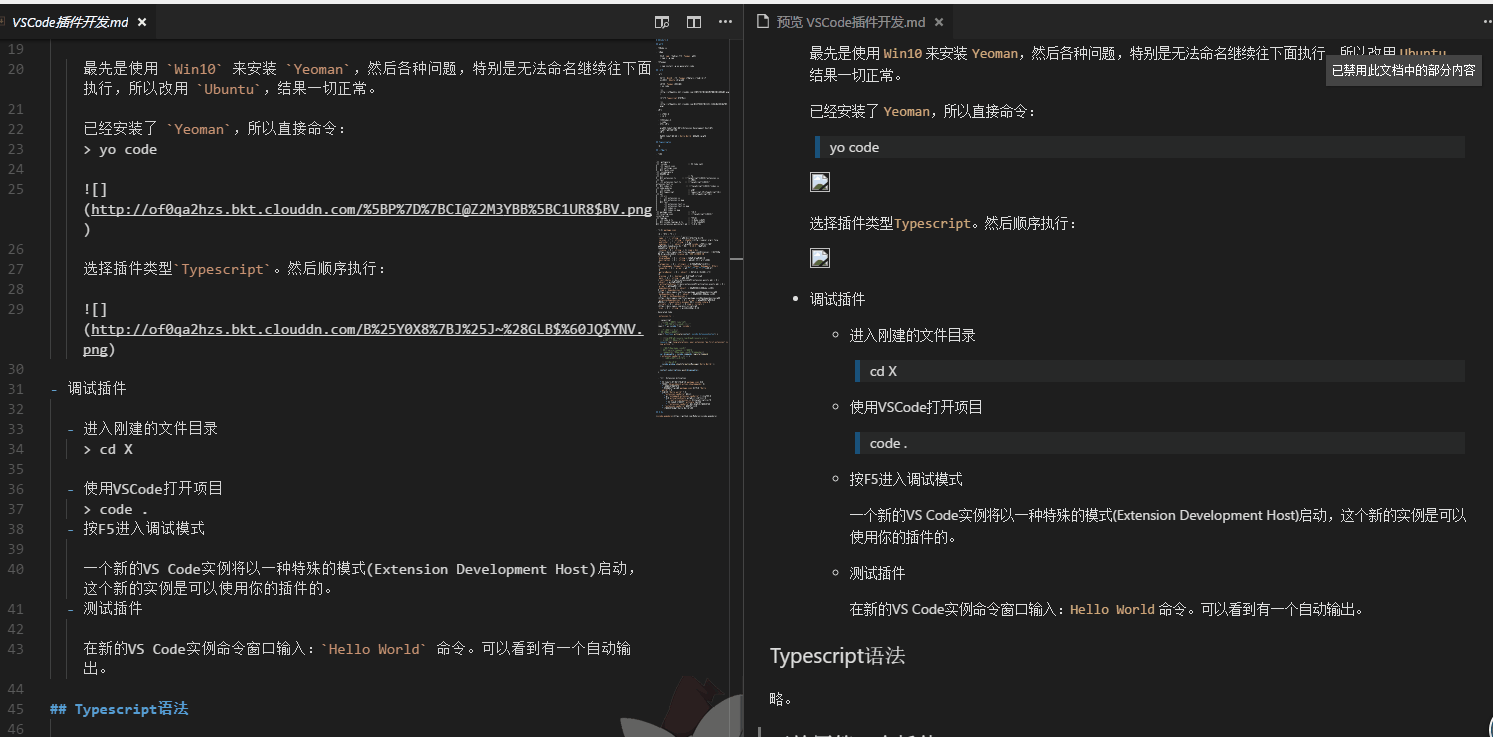 VSCode插件开发.md ×
19
20 最先是使用 `Win10` 来安装 `Yeoman`，然后各种问题，特别是无法命名继续往下面
执行，所以改用 `Ubuntu`，结果一切正常。
21
22 已经安装了 `Yeoman`，所以直接命令：
23 > yo code
24
25 ![]
(http://of0qa2hzs.bkt.clouddn.com/%5BP%7D%7BCI@Z2M3YBB%5BC1UR8$BV.png
)
26
27 选择插件类型`Typescript`。然后顺序执行：
28
29 ![]
(http://of0qa2hzs.bkt.clouddn.com/B%25Y0X8%7BJ%25J~%28GLB$%60JQ$YNV.
png)
30
31 - 调试插件
32
33 - 进入刚建的文件目录
34 > cd X
35
36 - 使用VSCode打开项目
37 > code .
38 - 按F5进入调试模式
39
40 一个新的VS Code实例将以一种特殊的模式(Extension Development Host)启动，
这个新的实例是可以使用你的插件的。
41 - 测试插件
42
43 在新的VS Code实例命令窗口输入：`Hello World` 命令。可以看到有一个自动输
出。
44
45 ## Typescript语法
46
预览 VSCode插件开发.md ×
最先是使用 Win10 来安装 Yeoman，然后各种问题，特别是无法命名继续往下面执行，所以改用 Ubuntu，
结果一切正常。
已禁用此文档中的部分内容
已经安装了 Yeoman，所以直接命令：
yo code
选择插件类型Typescript。然后顺序执行：
• 调试插件
◦ 进入刚建的文件目录
cd X
◦ 使用VSCode打开项目
code .
◦ 按F5进入调试模式
一个新的VS Code实例将以一种特殊的模式(Extension Development Host)启动，这个新的实例是可以
使用你的插件的。
◦ 测试插件
在新的VS Code实例命令窗口输入：Hello World 命令。可以看到有一个自动输出。
Typescript语法
略。